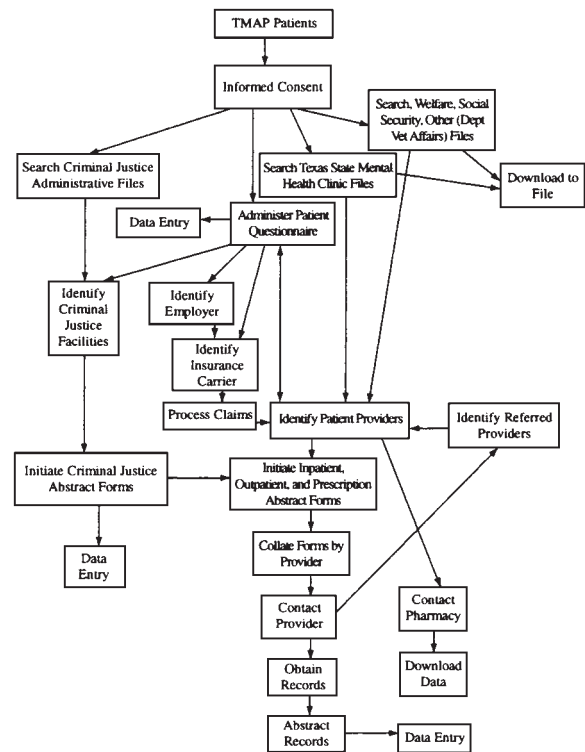 TMAP Patients
Informed Consent
Search, Welfare, Social
Security, Other (Dept
Vet Affairs) Files
Search Criminal Justice
Administrative Files
Search Texas State Mental
Health Clinic Files
Download to
File
Data Entry
Administer Patient
Questionnaire
Identify
Criminal
Justice
Facilities
Identify
Employer
Identify
Insurance
Carrier
Process Claims
Identify Patient Providers
Identify Referred
Providers
Initiate Criminal Justice
Abstract Forms
Initiate Inpatient,
Outpatient, and Prescription
Abstract Forms
Data
Entry
Collate Forms by
Provider
Contact
Provider
Contact
Pharmacy
Obtain
Records
Download
Data
Abstract
Records
Data Entry